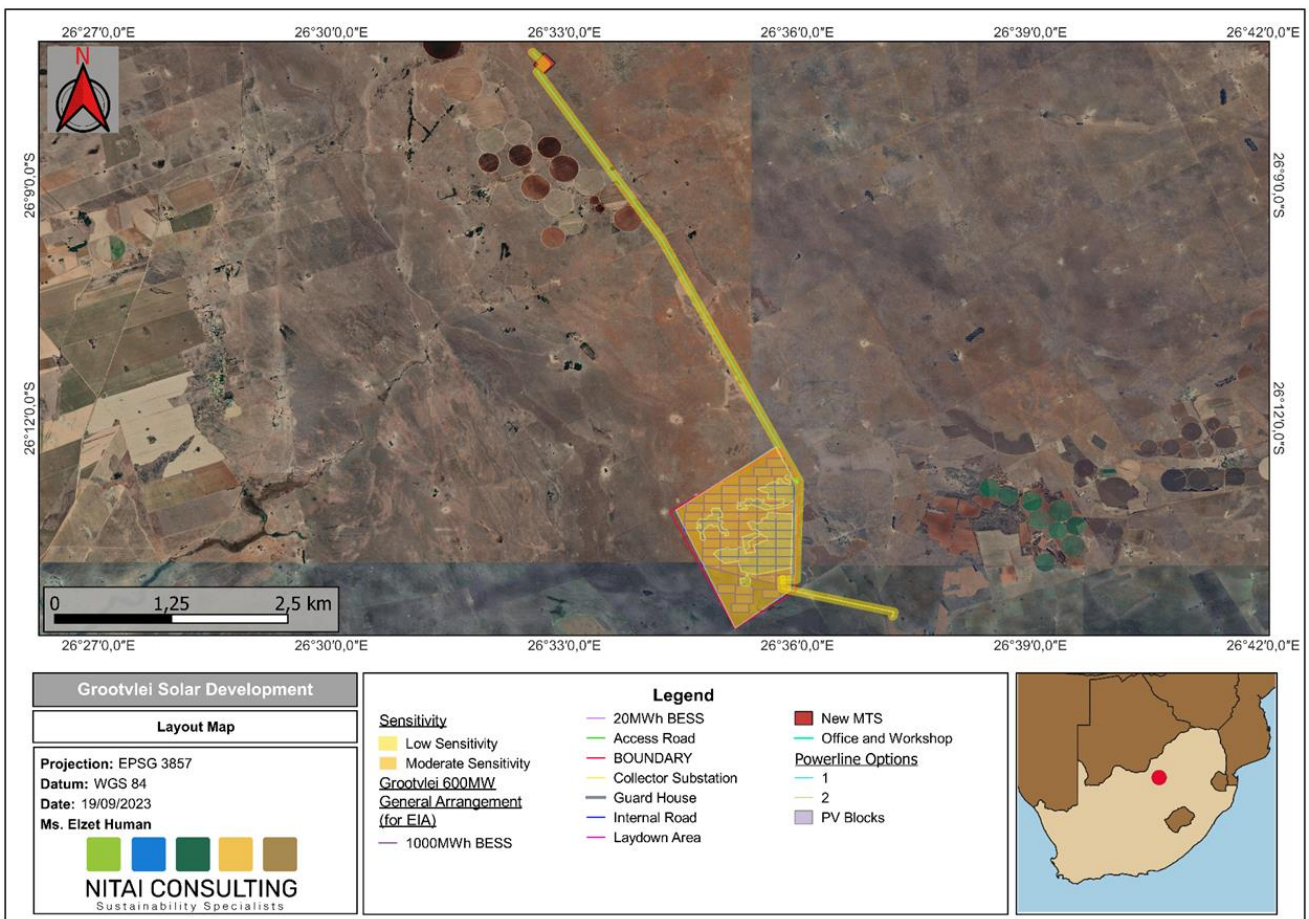 26°27'0,0"E 26°30'0,0"E 26°33'0,0"E 26°36'0,0"E 26°39'0,0"E 26°42'0,0"E
N
26°9'0,0"S
26°9'0,0"S
26°12'0,0"S
26°12'0,0"S
0 1,25 2,5 km
26°27'0,0"E 26°30'0,0"E 26°33'0,0"E 26°36'0,0"E 26°39'0,0"E 26°42'0,0"E
Grootvlei Solar Development
Layout Map
Projection: EPSG 3857
Datum: WGS 84
Date: 19/09/2023
Ms. Elzet Human
NITAI CONSULTING
Sustainability Specialists
Legend
Sensitivity
Low Sensitivity
Moderate Sensitivity
Grootvlei 600MW
General Arrangement
(for EIA)
1000MWh BESS
20MWh BESS
Access Road
BOUNDARY
Collector Substation
Guard House
Internal Road
Laydown Area
New MTS
Office and Workshop
Powerline Options
1
2
PV Blocks